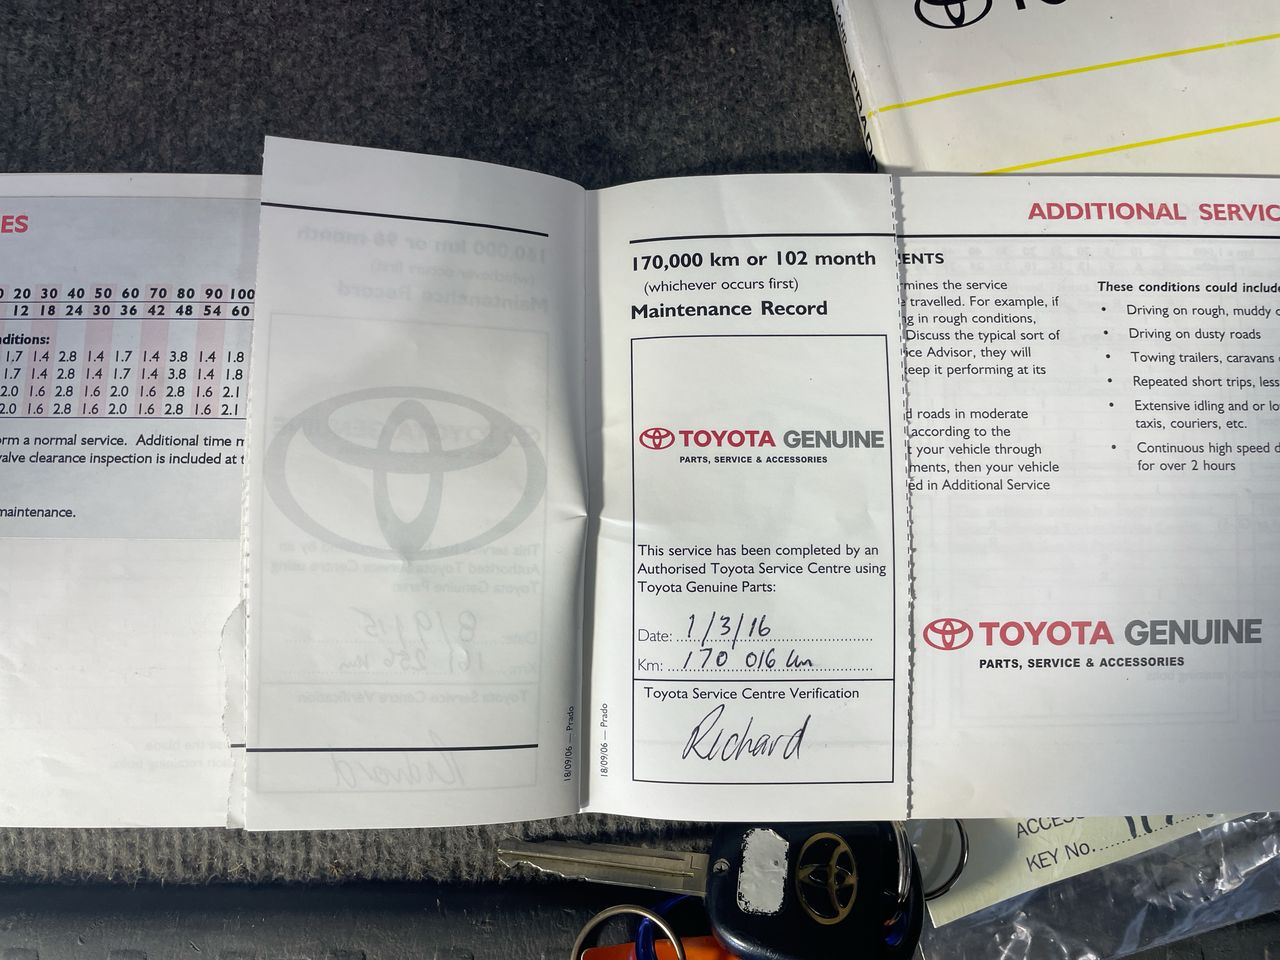 ES
20 30 40 50 60 70 80 90 100
12 18 24 30 36 42 48 54 60
nditions:
1.7 1.4 2.8 1.4 1.7 1.4 3.8 1.4 1.8
1.7 1.4 2.8 1.4 1.7 1.4 3.8 1.4 1.8
2.0 1.6 2.8 1.6 2.0 1.6 2.8 1.6 2.1
2.0 1.6 2.8 1.6 2.0 1.6 2.8 1.6 2.1
orm a normal service. Additional time
valve clearance inspection is included at
maintenance.
18/09/06 — Prado
18/09/06 — Prado
170,000 km or 102 month
(whichever occurs first)
Maintenance Record
TOYOTA GENUINE
PARTS, SERVICE & ACCESSORIES
This service has been completed by an
Authorised Toyota Service Centre using
Toyota Genuine Parts:
Date: 1/3/16
Km: 170 016 km
Toyota Service Centre Verification
Richard
ADDITIONAL SERVIC
ENTS
rmines the service
travelled. For example, if
g in rough conditions,
Discuss the typical sort of
ice Advisor, they will
eep it performing at its
d roads in moderate
according to the
t your vehicle through
ments, then your vehicle
ed in Additional Service
These conditions could include
• Driving on rough, muddy
• Driving on dusty roads
• Towing trailers, caravans
• Repeated short trips, less
• Extensive idling and or lo
taxis, couriers, etc.
• Continuous high speed d
for over 2 hours
TOYOTA GENUINE
PARTS, SERVICE & ACCESSORIES
PRADO
ACCESS
KEY No.